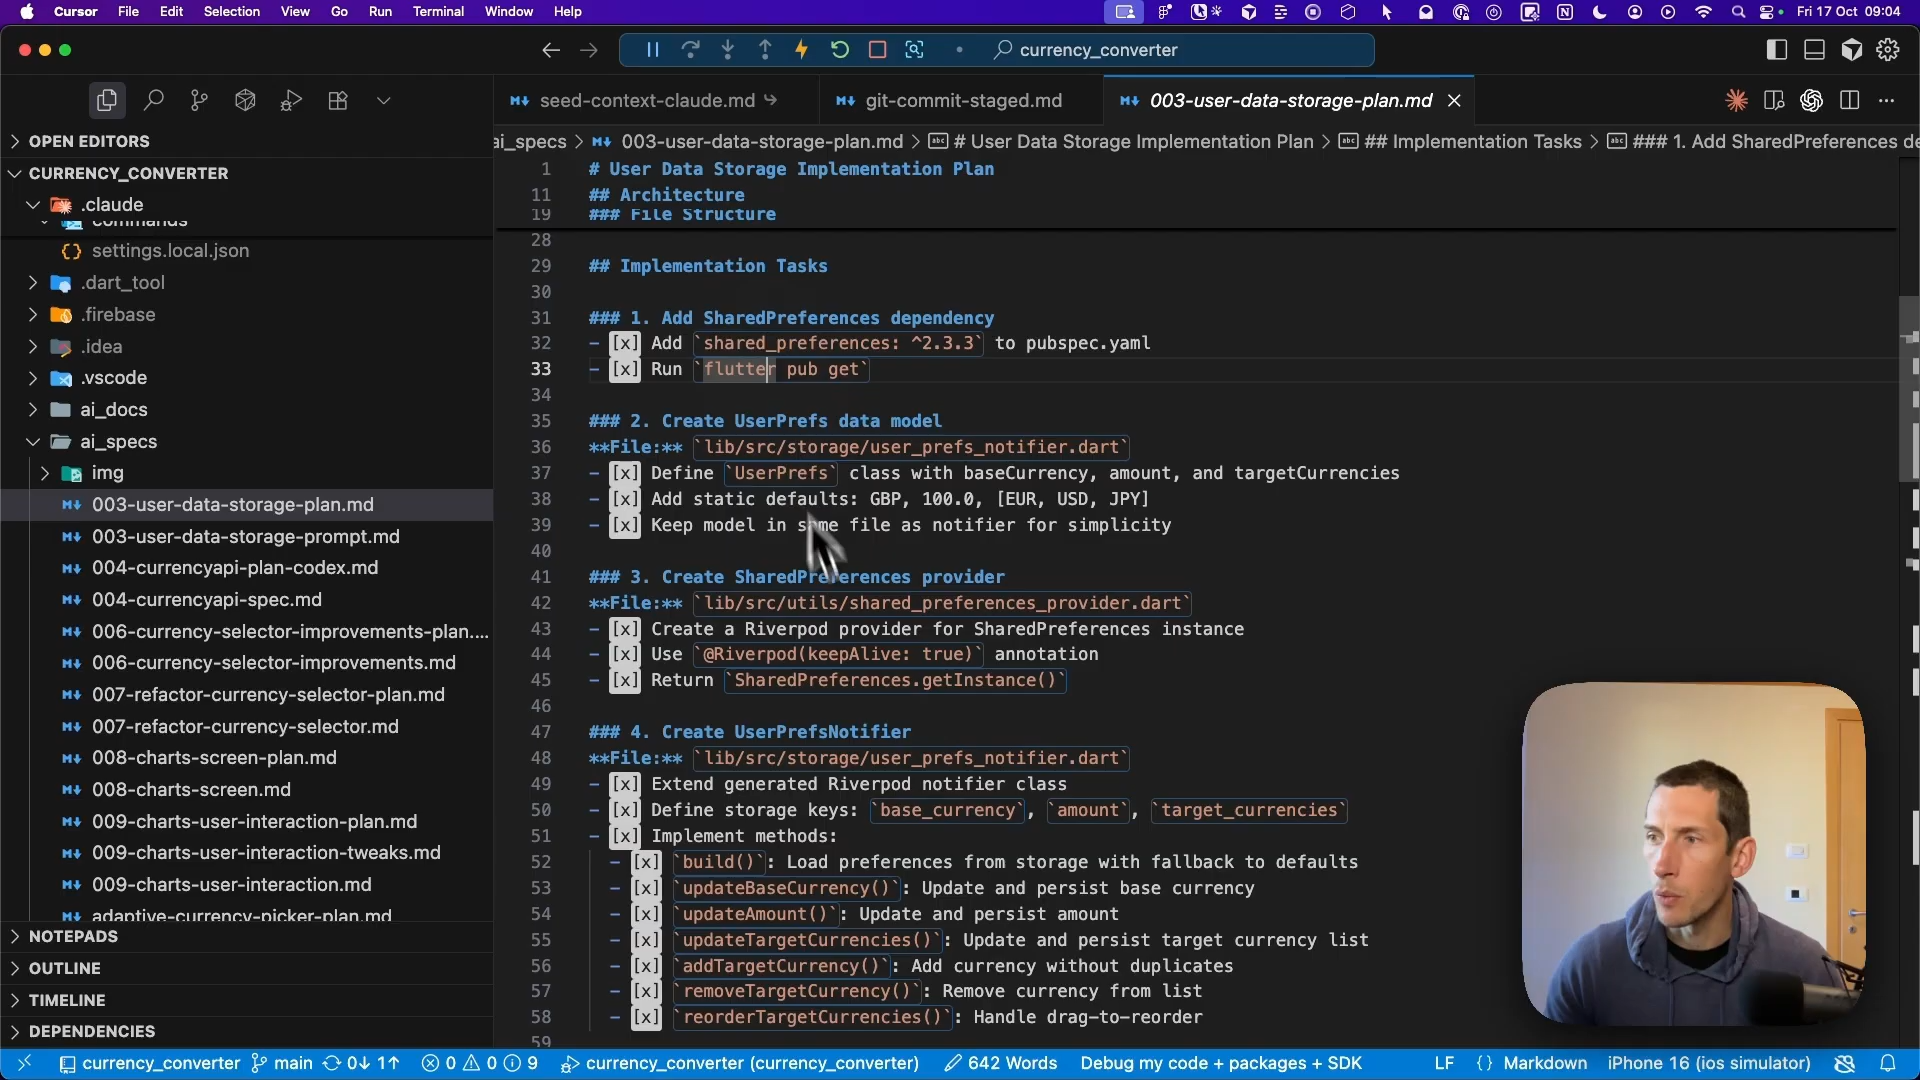 Cursor File Edit Selection View Go Run Terminal Window Help Fri 17 Oct 09:04
currency_converter
seed-context-claude.md
git-commit-staged.md
003-user-data-storage-plan.md
OPEN EDITORS
CURRENCY_CONVERTER
.claude
commands
settings.local.json
.dart_tool
.firebase
.idea
.vscode
ai_docs
ai_specs
img
003-user-data-storage-plan.md
003-user-data-storage-prompt.md
004-currencyapi-plan-codex.md
004-currencyapi-spec.md
006-currency-selector-improvements-plan....
006-currency-selector-improvements.md
007-refactor-currency-selector-plan.md
007-refactor-currency-selector.md
008-charts-screen-plan.md
008-charts-screen.md
009-charts-user-interaction-plan.md
009-charts-user-interaction-tweaks.md
009-charts-user-interaction.md
adaptive-currency-picker-plan.md
NOTEPADS
OUTLINE
TIMELINE
DEPENDENCIES
ai_specs > 003-user-data-storage-plan.md > # User Data Storage Implementation Plan > ## Implementation Tasks > ### 1. Add SharedPreferences de
1 # User Data Storage Implementation Plan
11 ## Architecture
19 ### File Structure
28
29 ## Implementation Tasks
30
31 ### 1. Add SharedPreferences dependency
32 - [x] Add `shared_preferences: ^2.3.3` to pubspec.yaml
33 - [x] Run `flutter pub get`
34
35 ### 2. Create UserPrefs data model
36 **File:** `lib/src/storage/user_prefs_notifier.dart`
37 - [x] Define `UserPrefs` class with baseCurrency, amount, and targetCurrencies
38 - [x] Add static defaults: GBP, 100.0, [EUR, USD, JPY]
39 - [x] Keep model in same file as notifier for simplicity
40
41 ### 3. Create SharedPreferences provider
42 **File:** `lib/src/utils/shared_preferences_provider.dart`
43 - [x] Create a Riverpod provider for SharedPreferences instance
44 - [x] Use `@Riverpod(keepAlive: true)` annotation
45 - [x] Return `SharedPreferences.getInstance()`
46
47 ### 4. Create UserPrefsNotifier
48 **File:** `lib/src/storage/user_prefs_notifier.dart`
49 - [x] Extend generated Riverpod notifier class
50 - [x] Define storage keys: `base_currency`, `amount`, `target_currencies`
51 - [x] Implement methods:
52 - [x] `build()`: Load preferences from storage with fallback to defaults
53 - [x] `updateBaseCurrency()`: Update and persist base currency
54 - [x] `updateAmount()`: Update and persist amount
55 - [x] `updateTargetCurrencies()`: Update and persist target currency list
56 - [x] `addTargetCurrency()`: Add currency without duplicates
57 - [x] `removeTargetCurrency()`: Remove currency from list
58 - [x] `reorderTargetCurrencies()`: Handle drag-to-reorder
59
currency_converter main 0↓ 1↑ 0 0 9 currency_converter (currency_converter) 642 Words Debug my code + packages + SDK LF {} Markdown iPhone 16 (ios simulator)